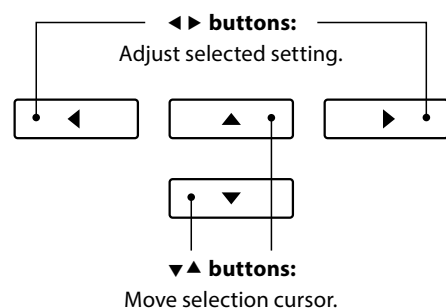 ◀ ▶ buttons:
Adjust selected setting.
◀
▲
▶
▼
▼▲ buttons:
Move selection cursor.